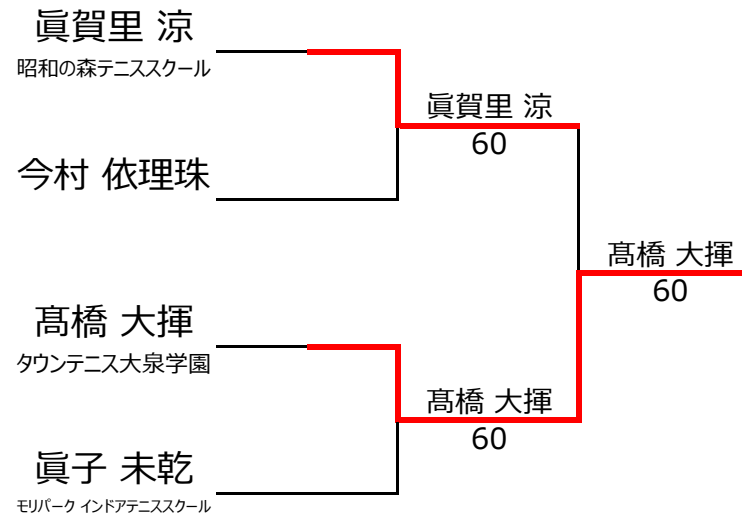 眞賀里 涼
昭和の森テニススクール
今村 依理珠
髙橋 大揮
タウンテニス大泉学園
眞子 未乾
モリパーク インドアテニススクール
眞賀里 涼
60
髙橋 大揮
60
髙橋 大揮
60